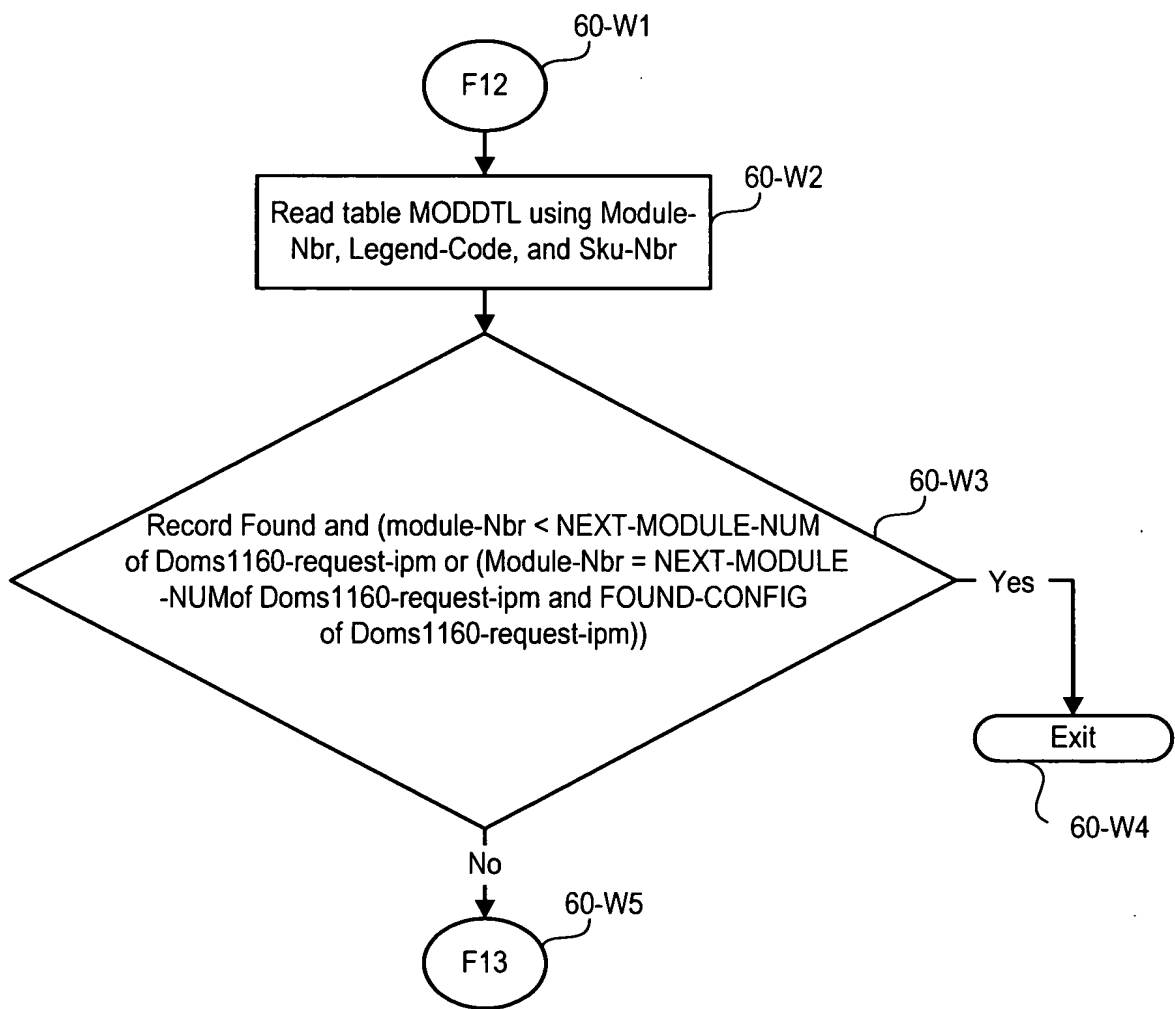 60-W1
F12
60-W2
Read table MODDTL using Module-
Nbr, Legend-Code, and Sku-Nbr
60-W3
Record Found and (module-Nbr < NEXT-MODULE-NUM
of Doms1160-request-ipm or (Module-Nbr = NEXT-MODULE
-NUMof Doms1160-request-ipm and FOUND-CONFIG
of Doms1160-request-ipm))
Yes
Exit
60-W4
No
60-W5
F13